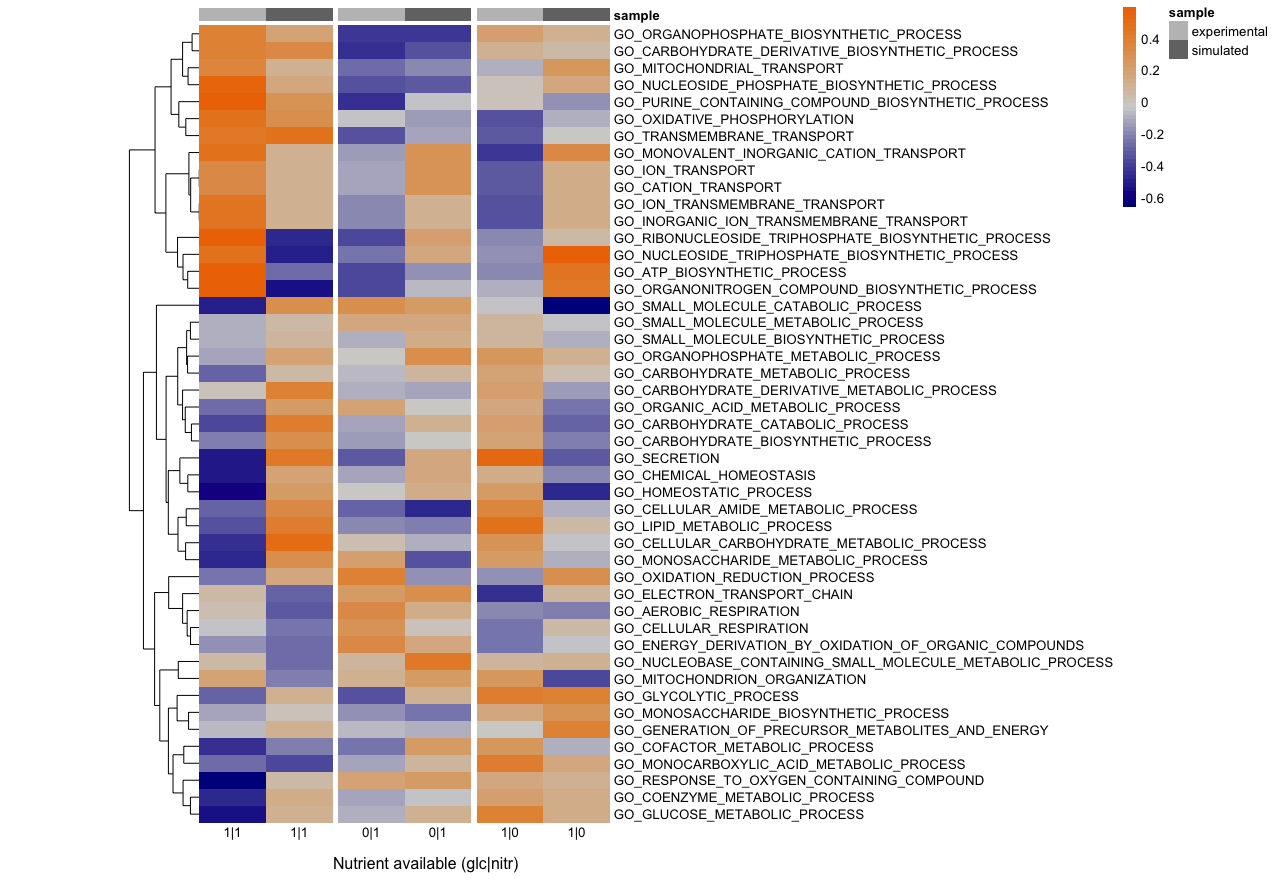 sample
GO_ORGANOPHOSPHATE_BIOSYNTHETIC_PROCESS
GO_CARBOHYDRATE_DERIVATIVE_BIOSYNTHETIC_PROCESS
GO_MITOCHONDRIAL_TRANSPORT
GO_NUCLEOSIDE_PHOSPHATE_BIOSYNTHETIC_PROCESS
GO_PURINE_CONTAINING_COMPOUND_BIOSYNTHETIC_PROCESS
GO_OXIDATIVE_PHOSPHORYLATION
GO_TRANSMEMBRANE_TRANSPORT
GO_MONOVALENT_INORGANIC_CATION_TRANSPORT
GO_ION_TRANSPORT
GO_CATION_TRANSPORT
GO_ION_TRANSMEMBRANE_TRANSPORT
GO_INORGANIC_ION_TRANSMEMBRANE_TRANSPORT
GO_RIBONUCLEOSIDE_TRIPHOSPHATE_BIOSYNTHETIC_PROCESS
GO_NUCLEOSIDE_TRIPHOSPHATE_BIOSYNTHETIC_PROCESS
GO_ATP_BIOSYNTHETIC_PROCESS
GO_ORGANONITROGEN_COMPOUND_BIOSYNTHETIC_PROCESS
GO_SMALL_MOLECULE_CATABOLIC_PROCESS
GO_SMALL_MOLECULE_METABOLIC_PROCESS
GO_SMALL_MOLECULE_BIOSYNTHETIC_PROCESS
GO_ORGANOPHOSPHATE_METABOLIC_PROCESS
GO_CARBOHYDRATE_METABOLIC_PROCESS
GO_CARBOHYDRATE_DERIVATIVE_METABOLIC_PROCESS
GO_ORGANIC_ACID_METABOLIC_PROCESS
GO_CARBOHYDRATE_CATABOLIC_PROCESS
GO_CARBOHYDRATE_BIOSYNTHETIC_PROCESS
GO_SECRETION
GO_CHEMICAL_HOMEOSTASIS
GO_HOMEOSTATIC_PROCESS
GO_CELLULAR_AMIDE_METABOLIC_PROCESS
GO_LIPID_METABOLIC_PROCESS
GO_CELLULAR_CARBOHYDRATE_METABOLIC_PROCESS
GO_MONOSACCHARIDE_METABOLIC_PROCESS
GO_OXIDATION_REDUCTION_PROCESS
GO_ELECTRON_TRANSPORT_CHAIN
GO_AEROBIC_RESPIRATION
GO_CELLULAR_RESPIRATION
GO_ENERGY_DERIVATION_BY_OXIDATION_OF_ORGANIC_COMPOUNDS
GO_NUCLEOBASE_CONTAINING_SMALL_MOLECULE_METABOLIC_PROCESS
GO_MITOCHONDRION_ORGANIZATION
GO_GLYCOLYTIC_PROCESS
GO_MONOSACCHARIDE_BIOSYNTHETIC_PROCESS
GO_GENERATION_OF_PRECURSOR_METABOLITES_AND_ENERGY
GO_COFACTOR_METABOLIC_PROCESS
GO_MONOCARBOXYLIC_ACID_METABOLIC_PROCESS
GO_RESPONSE_TO_OXYGEN_CONTAINING_COMPOUND
GO_COENZYME_METABOLIC_PROCESS
GO_GLUCOSE_METABOLIC_PROCESS
1|1 1|1 0|1 0|1 1|0 1|0
Nutrient available (glc|nitr)
0.4
0.2
0
-0.2
-0.4
-0.6
sample
experimental
simulated